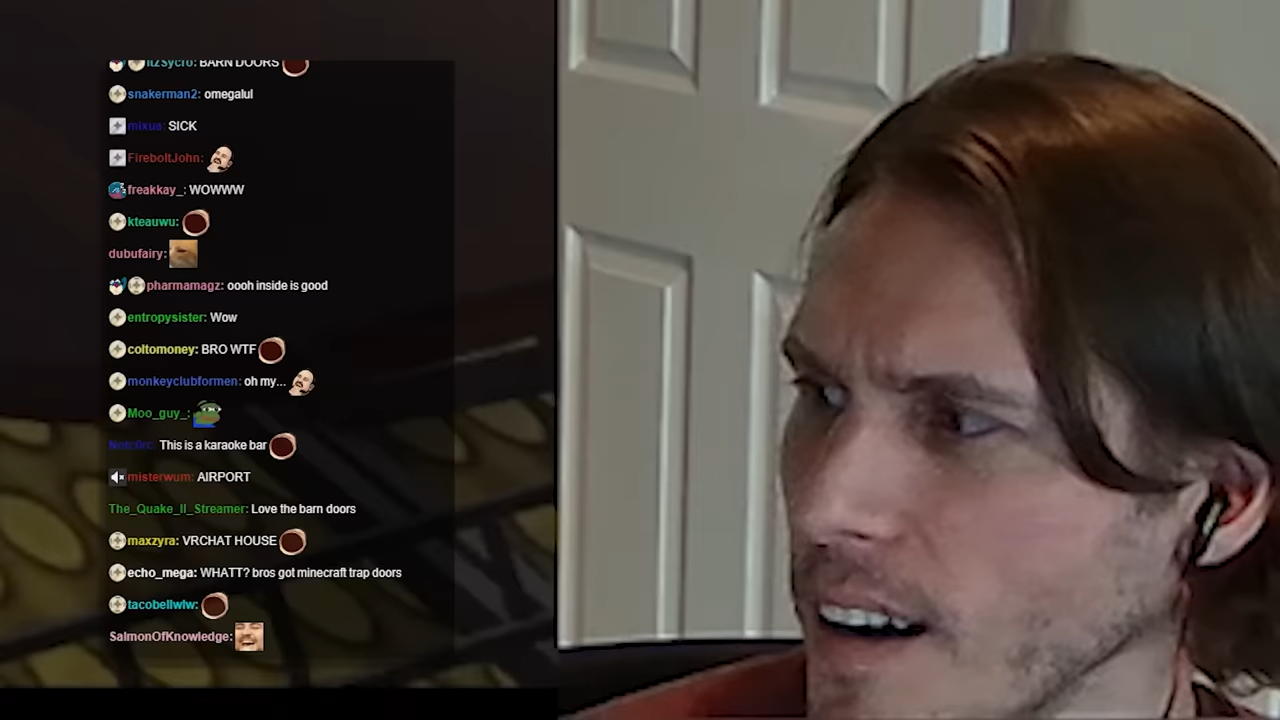 itzsycro: BARN DOORS
snakerman2: omegalul
mixus: SICK
FireboltJohn:
freakkay_: WOWWW
kteauwu:
dubufairy:
pharmamagz: oooh inside is good
entropysister: Wow
coltomoney: BRO WTF
monkeyclubformen: oh my...
Moo_guy_:
This is a karaoke bar
misterwum: AIRPORT
The_Quake_II_Streamer: Love the barn doors
maxzyra: VRCHAT HOUSE
echo_mega: WHATT? bros got minecraft trap doors
tacobellwlw:
SalmonOfKnowledge: